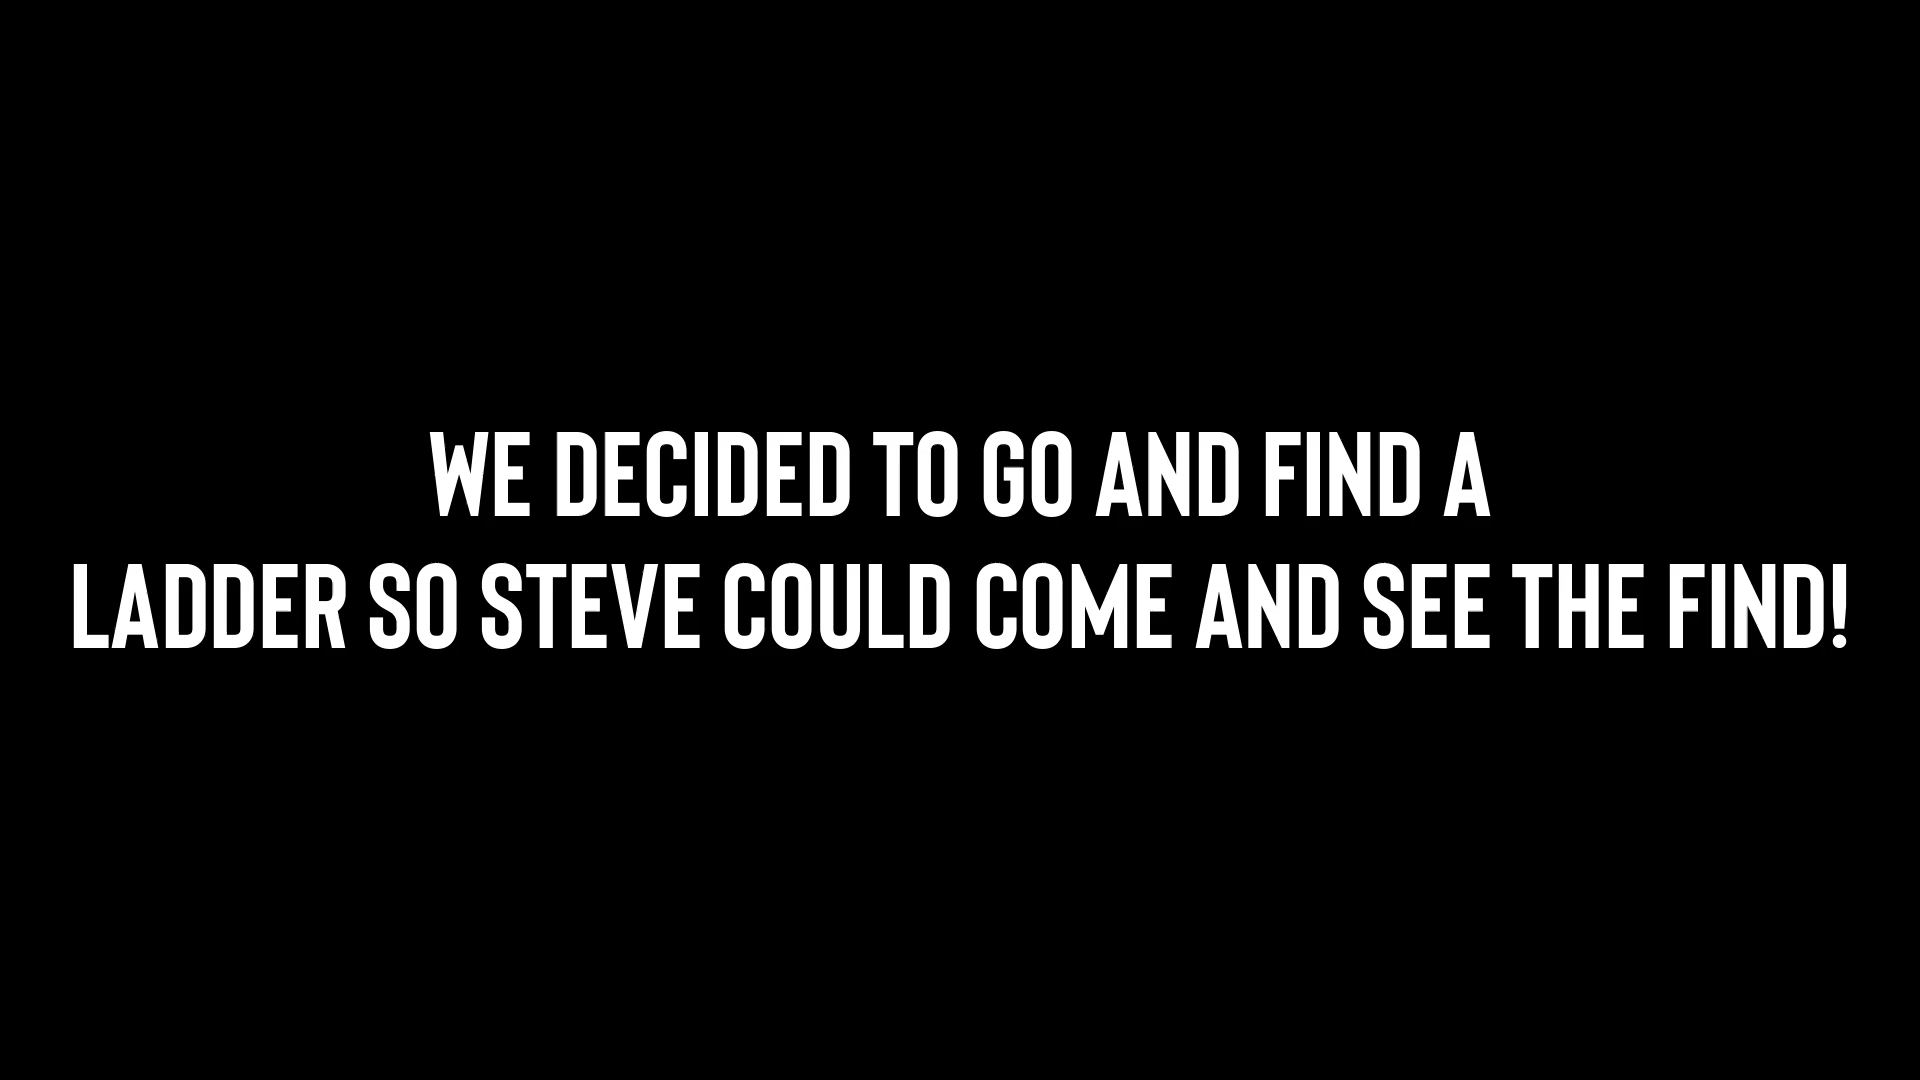 WE DECIDED TO GO AND FIND A
LADDER SO STEVE COULD COME AND SEE THE FIND!